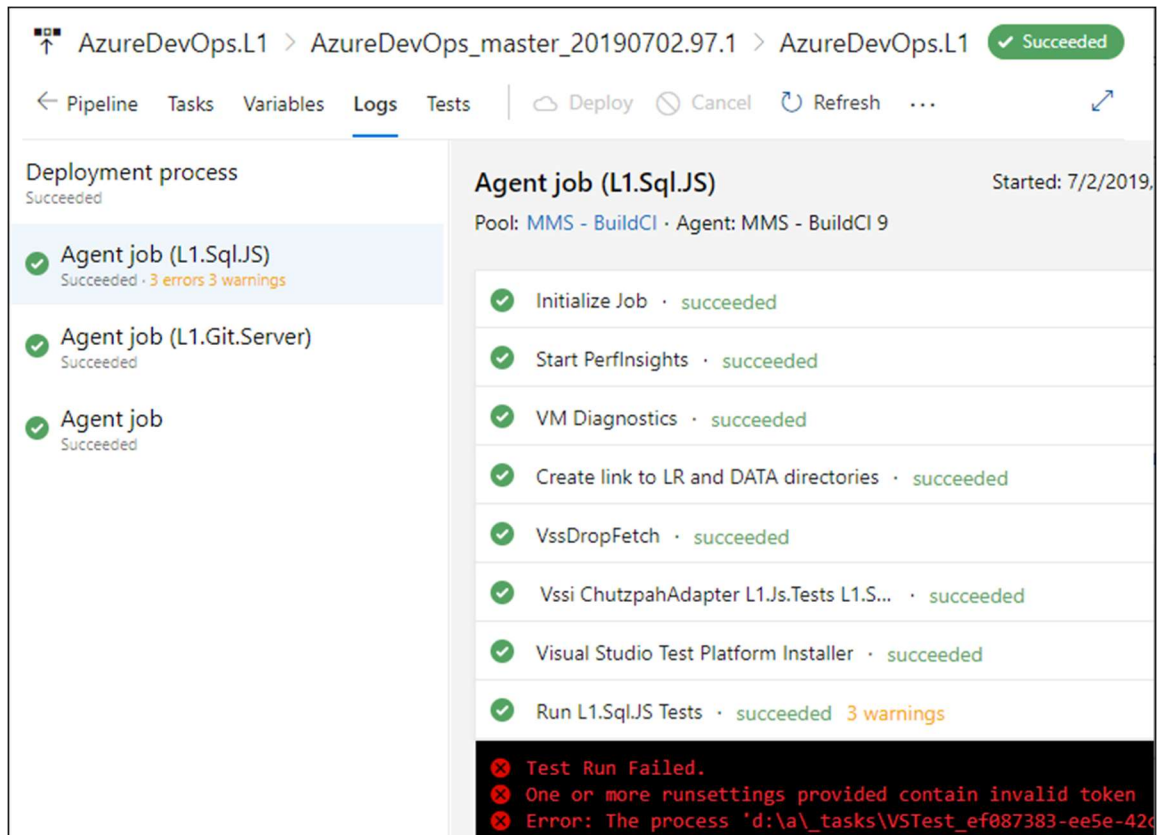 AzureDevOps.L1 > AzureDevOps_master_20190702.97.1 > AzureDevOps.L1 Succeeded
Pipeline Tasks Variables Logs Tests Deploy Cancel Refresh ...
Deployment process
Succeeded
Agent job (L1.Sql.JS)
Succeeded · 3 errors 3 warnings
Agent job (L1.Git.Server)
Succeeded
Agent job
Succeeded
Agent job (L1.Sql.JS) Started: 7/2/2019,
Pool: MMS - BuildCI · Agent: MMS - BuildCI 9
Initialize Job · succeeded
Start PerfInsights · succeeded
VM Diagnostics · succeeded
Create link to LR and DATA directories · succeeded
VssDropFetch · succeeded
Vssi ChutzpahAdapter L1.Js.Tests L1.S... · succeeded
Visual Studio Test Platform Installer · succeeded
Run L1.Sql.JS Tests · succeeded 3 warnings
Test Run Failed.
One or more runsettings provided contain invalid token
Error: The process 'd:\a\_tasks\VSTest_ef087383-ee5e-42